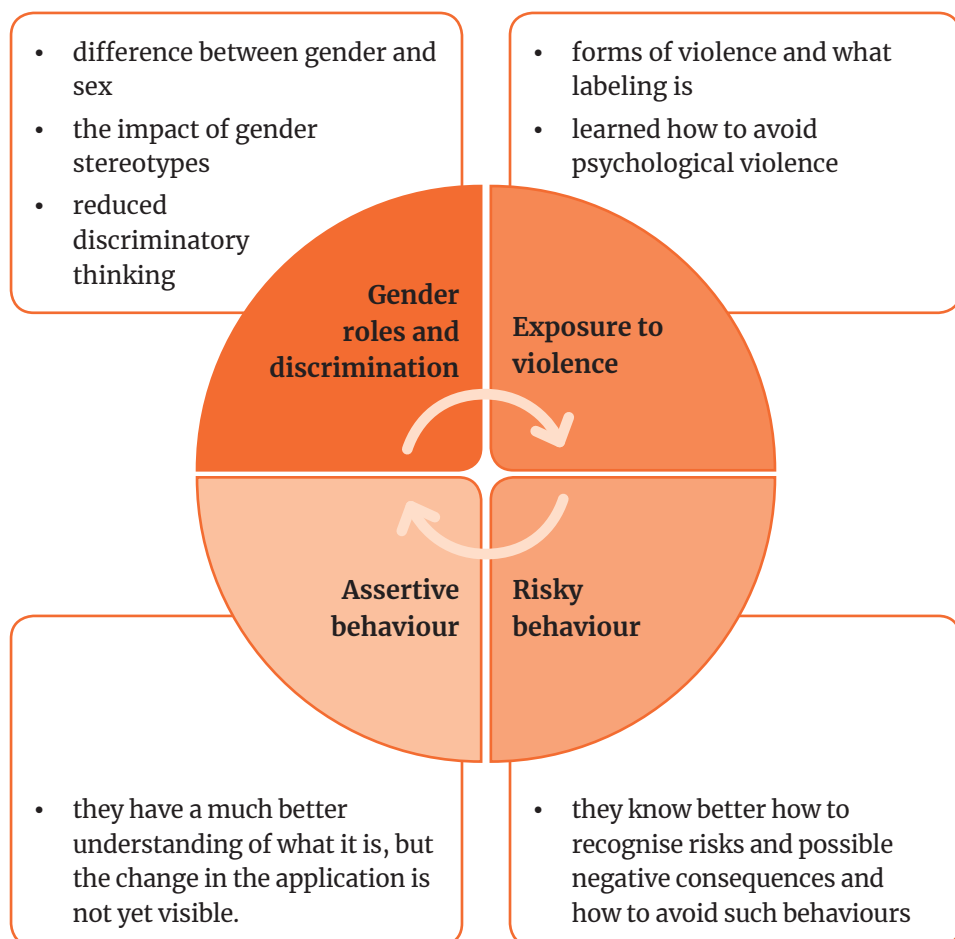 • difference between gender and
sex
• the impact of gender
stereotypes
• reduced
discriminatory
thinking
• forms of violence and what
labeling is
• learned how to avoid
psychological violence
Gender
roles and
discrimination
Exposure to
violence
Assertive
behaviour
Risky
behaviour
• they have a much better
understanding of what it is, but
the change in the application is
not yet visible.
• they know better how to
recognise risks and possible
negative consequences and
how to avoid such behaviours